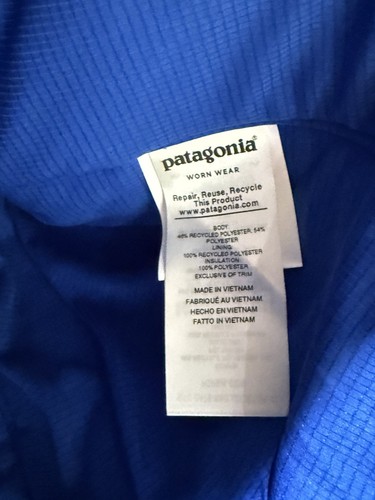 patagonia®
WORN WEAR
Repair, Reuse, Recycle
This Product
www.patagonia.com
BODY:
46% RECYCLED POLYESTER, 54%
POLYESTER
LINING:
100% RECYCLED POLYESTER
INSULATION:
100% POLYESTER
EXCLUSIVE OF TRIM
MADE IN VIETNAM
FABRIQUÉ AU VIETNAM
HECHO EN VIETNAM
FATTO IN VIETNAM